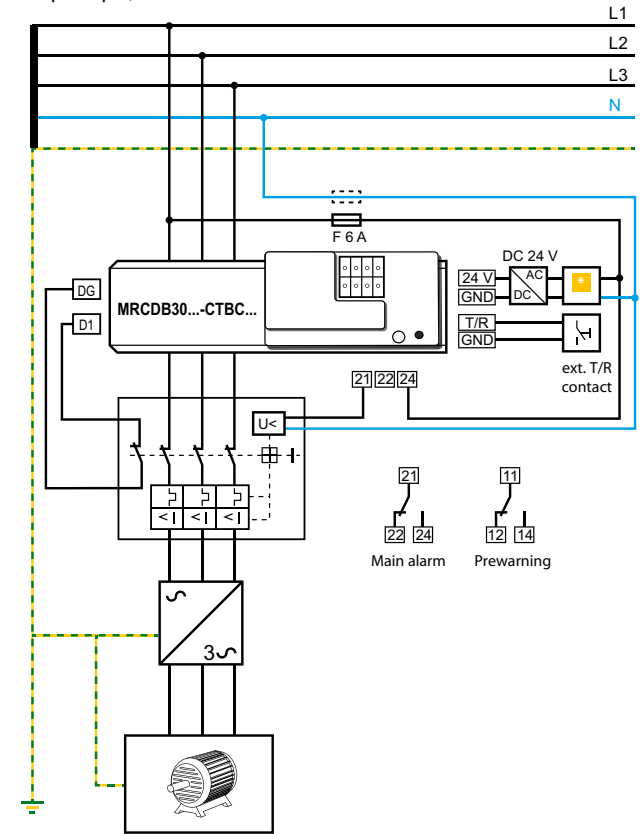 L1
L2
L3
N
F 6 A
DC 24 V
24 V
AC
DC
*
GND
DG
MRCDB30...-CTBC...
D1
T/R
GND
ext. T/R
contact
21 22 24
U<
I
< I < I < I
21
11
22 24
12 14
Main alarm
Prewarning
3